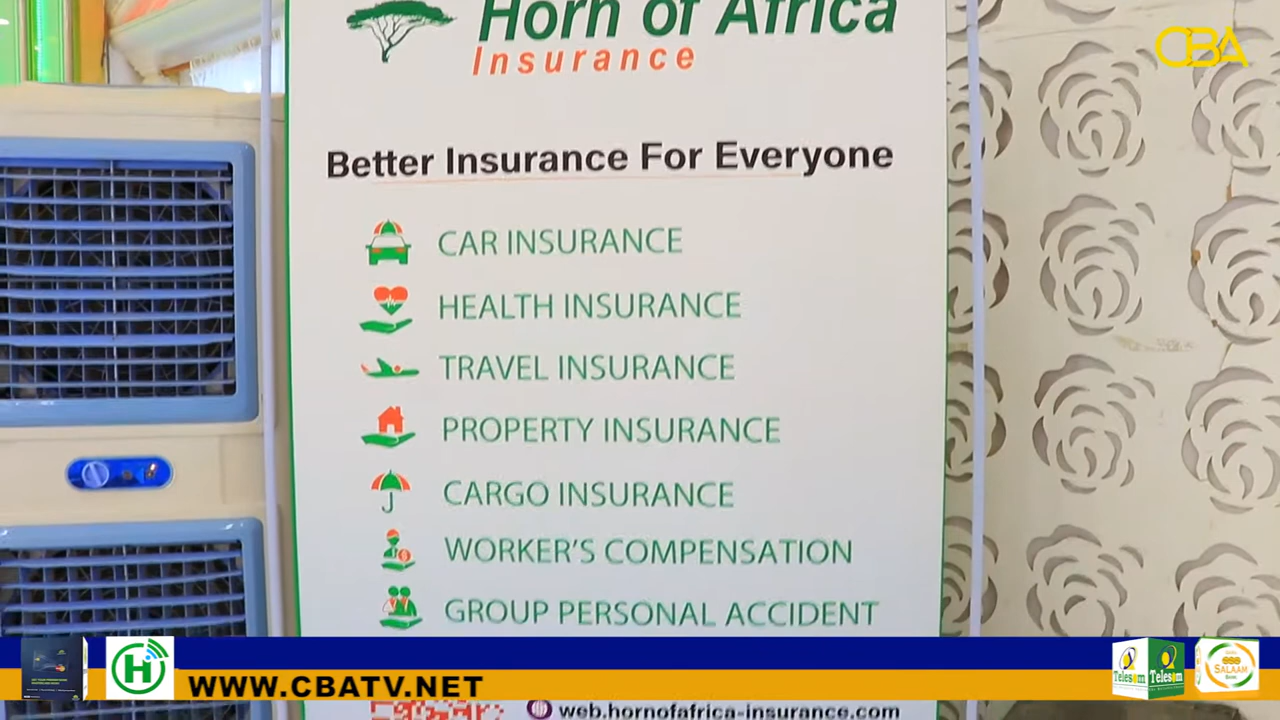 Horn of Africa
Insurance
CBA
Better Insurance For Everyone
CAR INSURANCE
HEALTH INSURANCE
TRAVEL INSURANCE
PROPERTY INSURANCE
CARGO INSURANCE
WORKER'S COMPENSATION
GROUP PERSONAL ACCIDENT
H
WWW.CBATV.NET
Telesom
Telesom
SALAAM
web.hornofafrica-insurance.com